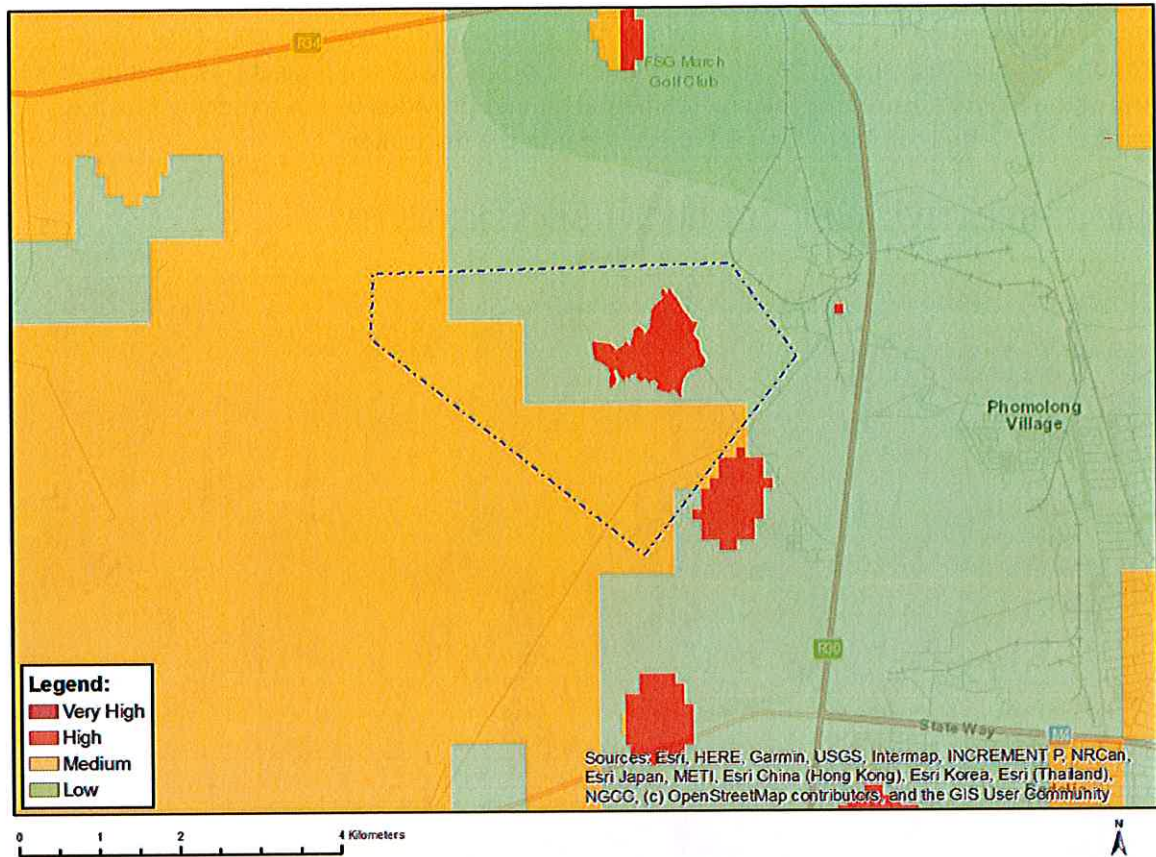 R34
FSG March
Golf Club
Phomolong
Village
R30
State Way
Legend:
Very High
High
Medium
Low
Sources: Esri, HERE, Garmin, USGS, Intermap, INCREMENT P, NRCan,
Esri Japan, METI, Esri China (Hong Kong), Esri Korea, Esri (Thailand),
NGCC, (c) OpenStreetMap contributors, and the GIS User Community
0 1 2 4 Kilometers
N